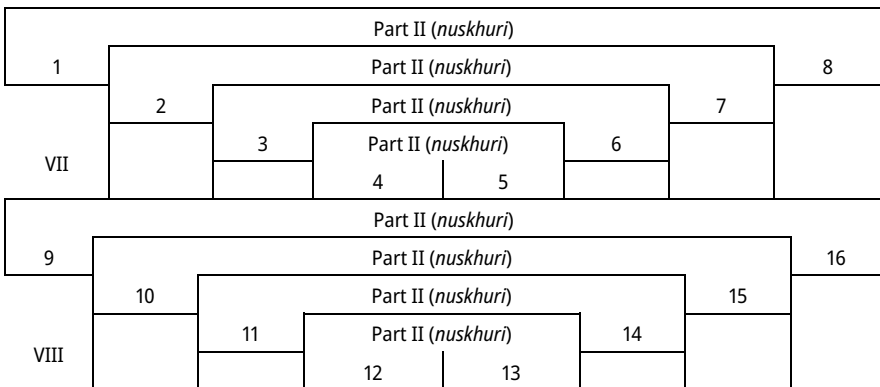 Part II (nuskhuri)
1 Part II (nuskhuri) 8
2 Part II (nuskhuri) 7
3 Part II (nuskhuri) 6
VII
4 5
Part II (nuskhuri)
9 Part II (nuskhuri) 16
10 Part II (nuskhuri) 15
11 Part II (nuskhuri) 14
VIII
12 13